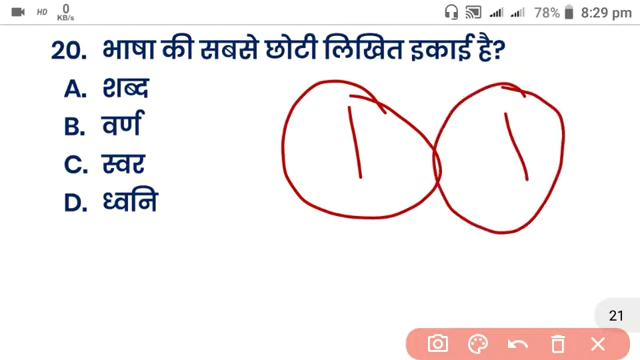 HD 0 KB/s 78% 8:29 pm
20. भाषा की सबसे छोटी लिखित इकाई है?
A. शब्द
B. वर्ण
C. स्वर
D. ध्वनि
21